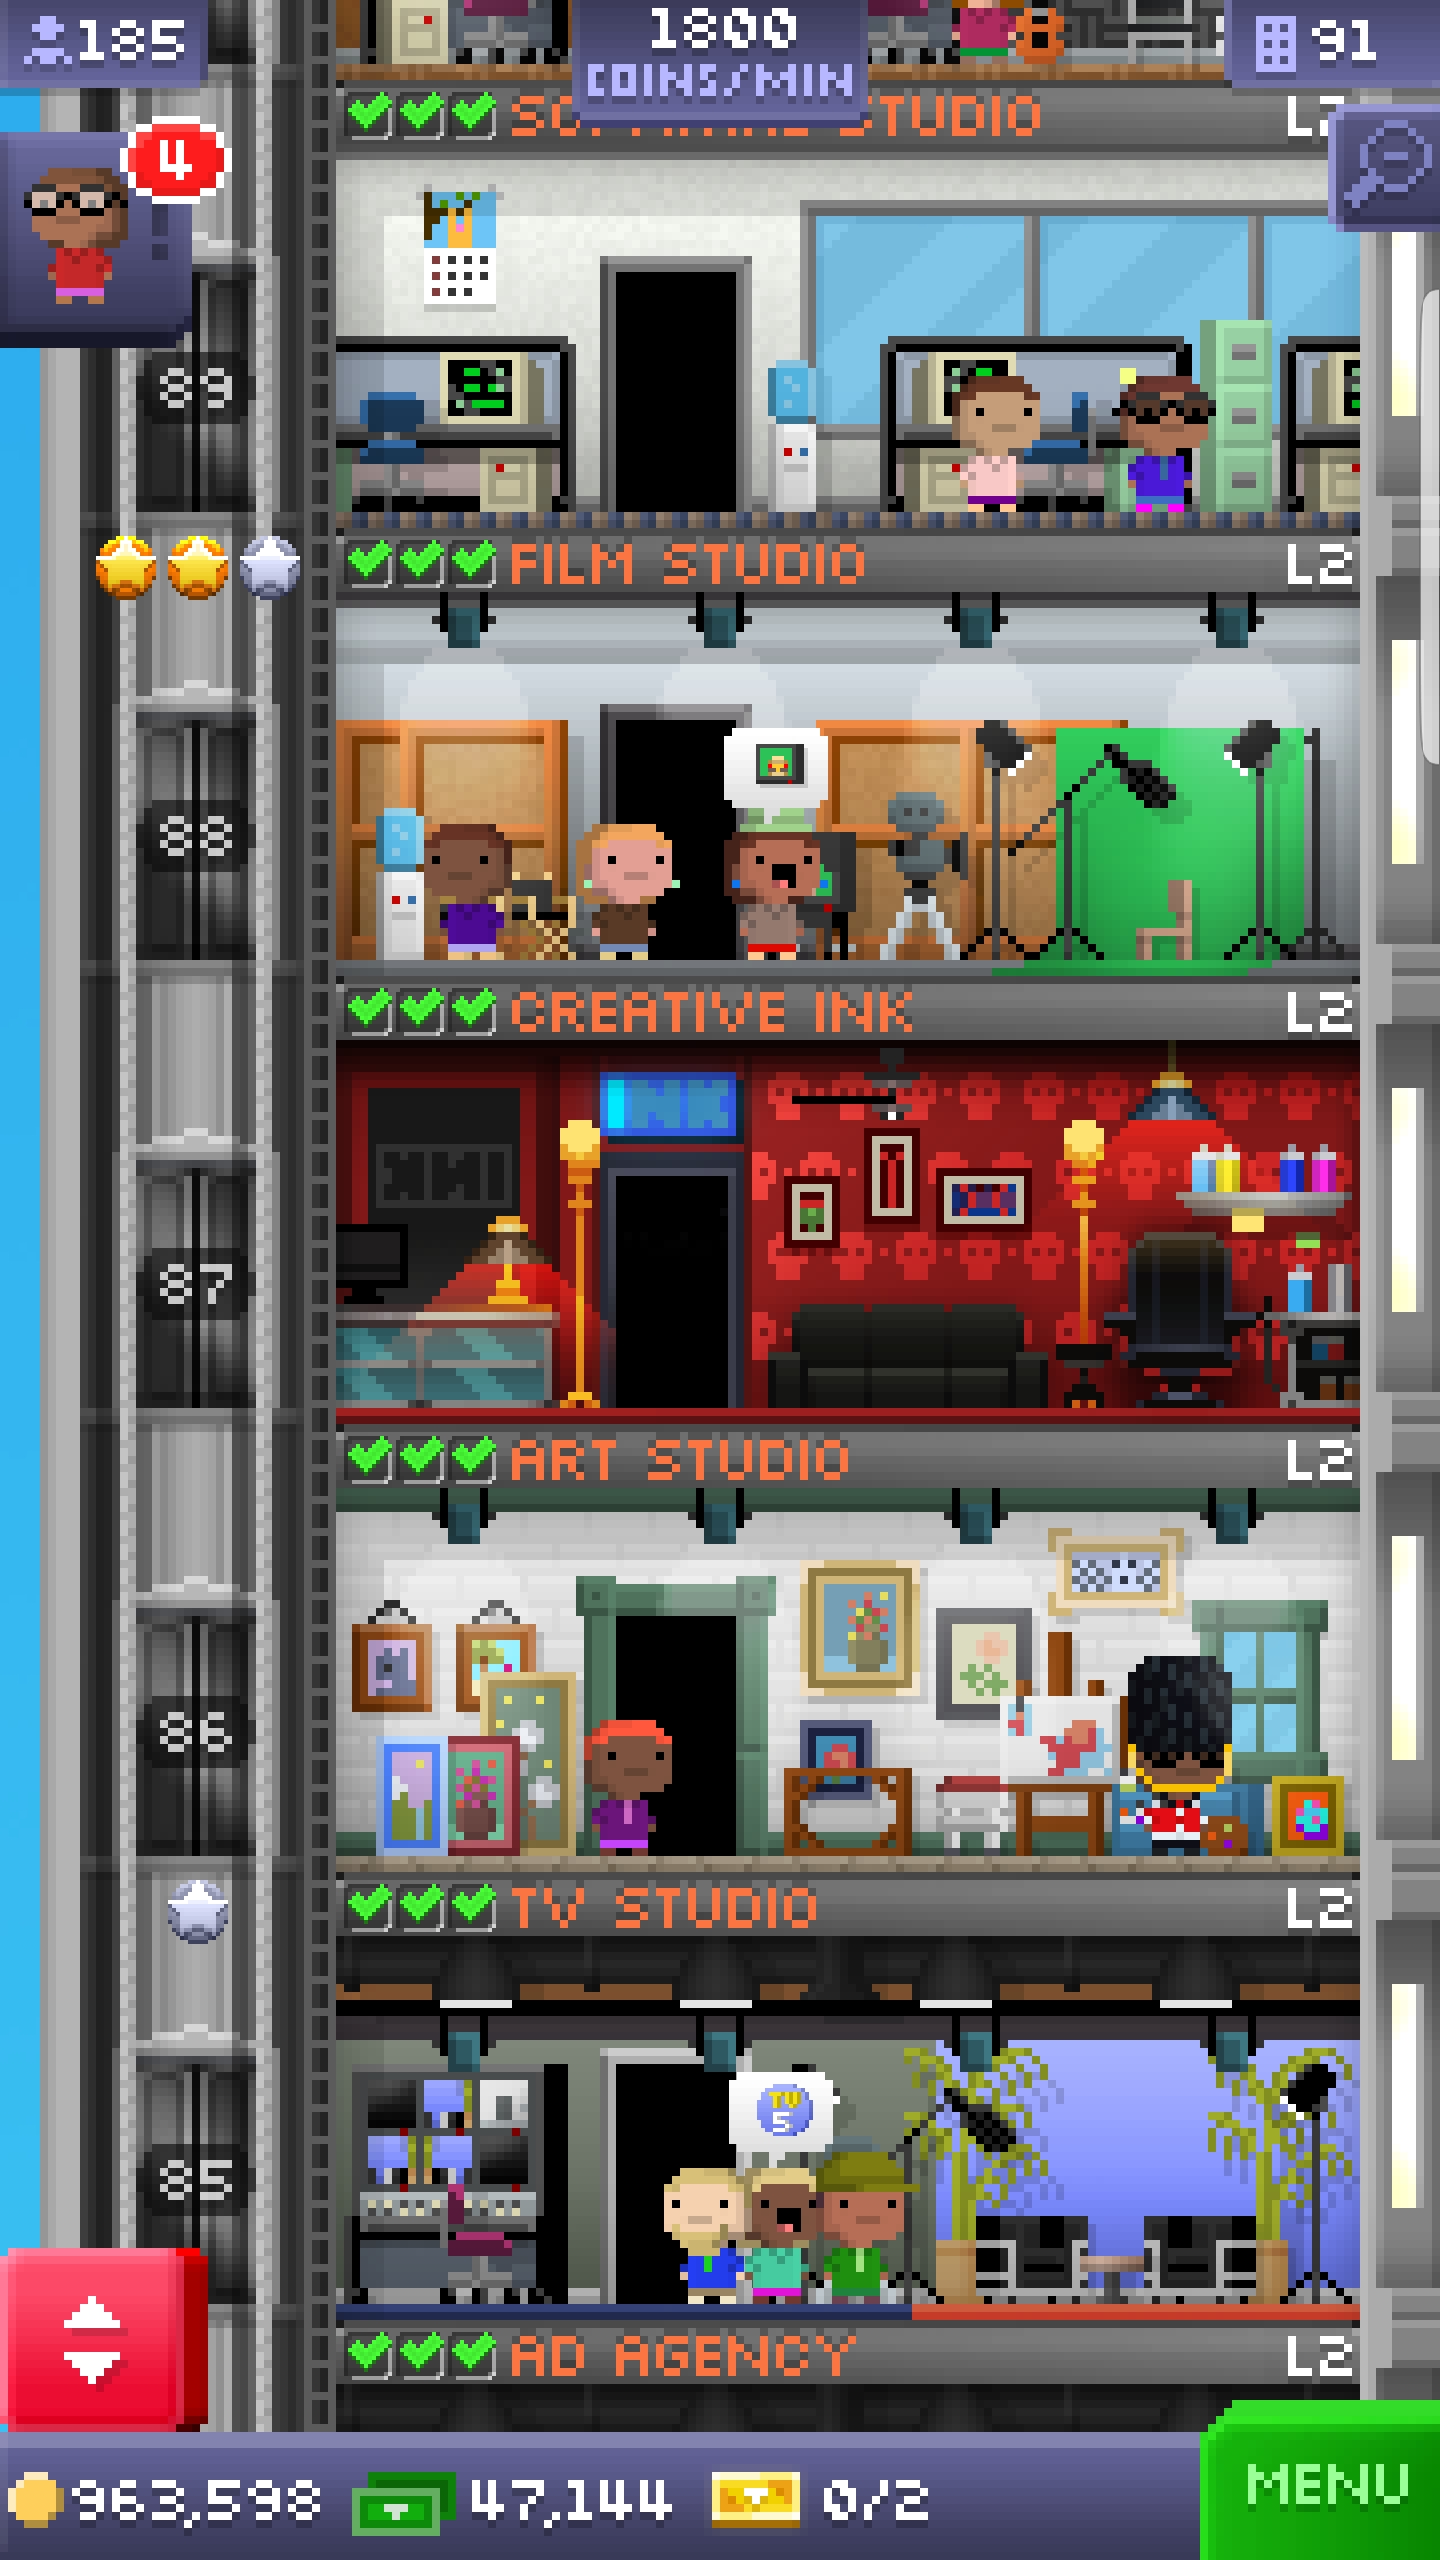 185
1800
COINS/MIN
91
4
SOFTWARE STUDIO L2
89
FILM STUDIO L2
88
CREATIVE INK L2
INK
INK
87
ART STUDIO L2
86
TV STUDIO L2
TV
5
85
AD AGENCY L2
963,598 47,144 0/2
MENU